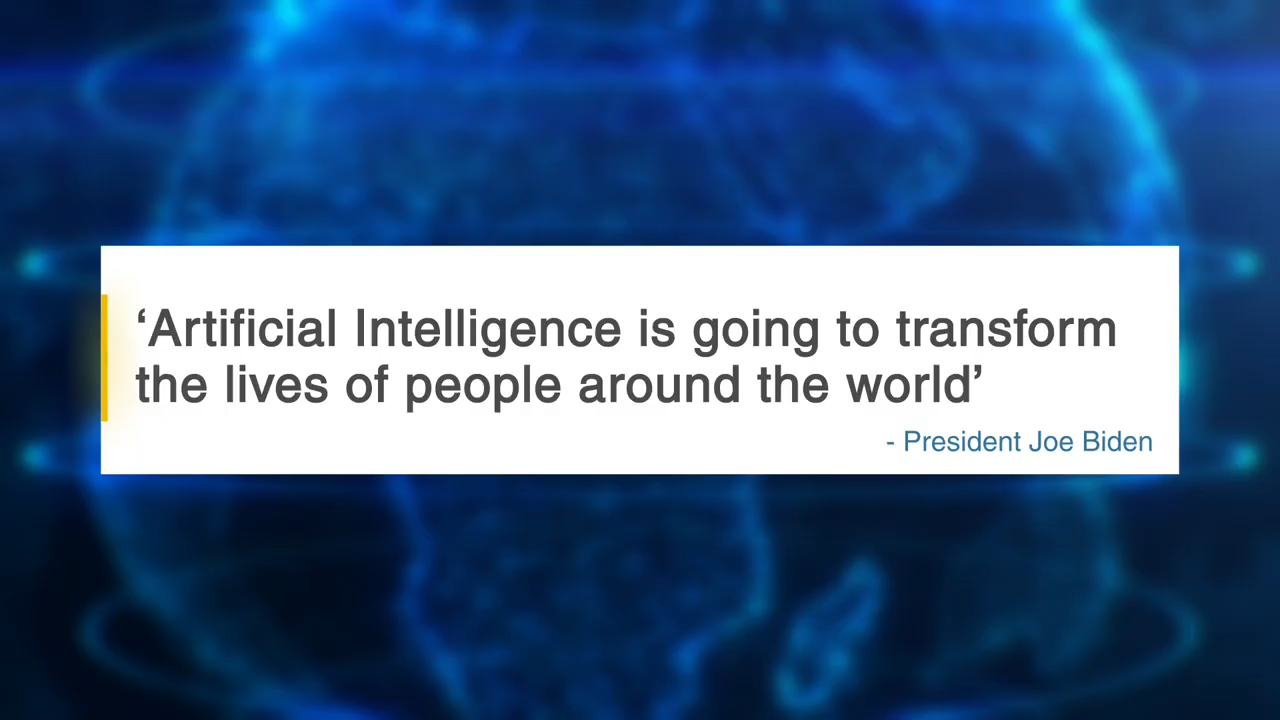 ‘Artificial Intelligence is going to transform
the lives of people around the world’
- President Joe Biden